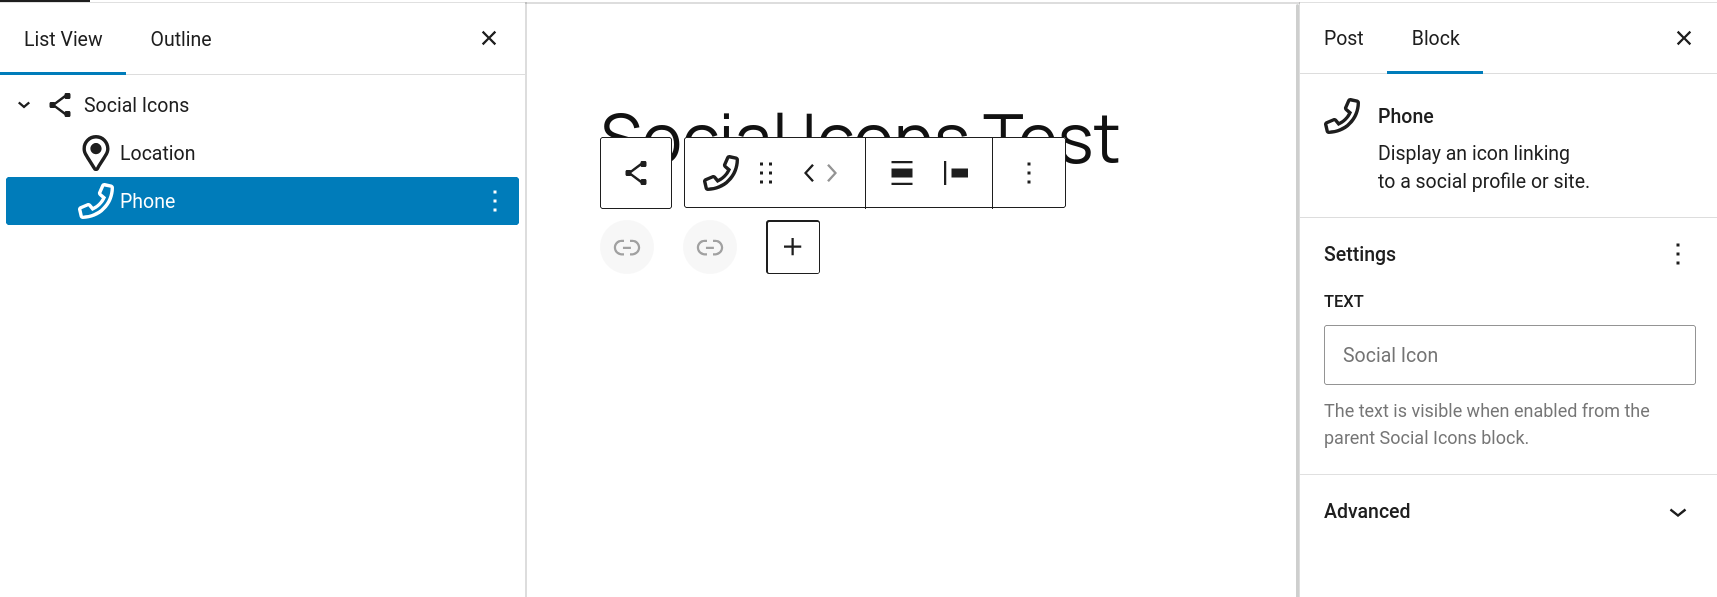 List View Outline
Social Icons
Location
Phone
Social Icons Test
Post Block
Phone
Display an icon linking
to a social profile or site.
Settings
TEXT
Social Icon
The text is visible when enabled from the
parent Social Icons block.
Advanced